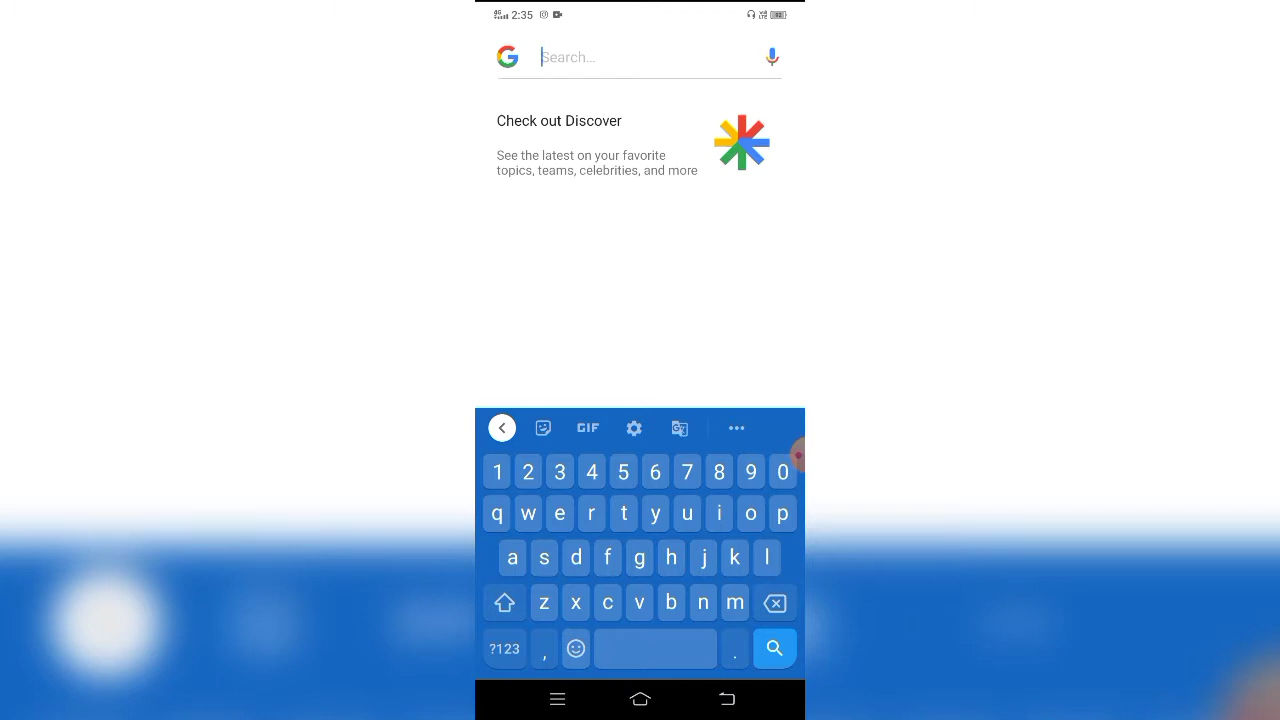 4G 2:35
Search...
Check out Discover
See the latest on your favorite
topics, teams, celebrities, and more
GIF
1 2 3 4 5 6 7 8 9 0
q w e r t y u i o p
a s d f g h j k l
z x c v b n m
?123 , .